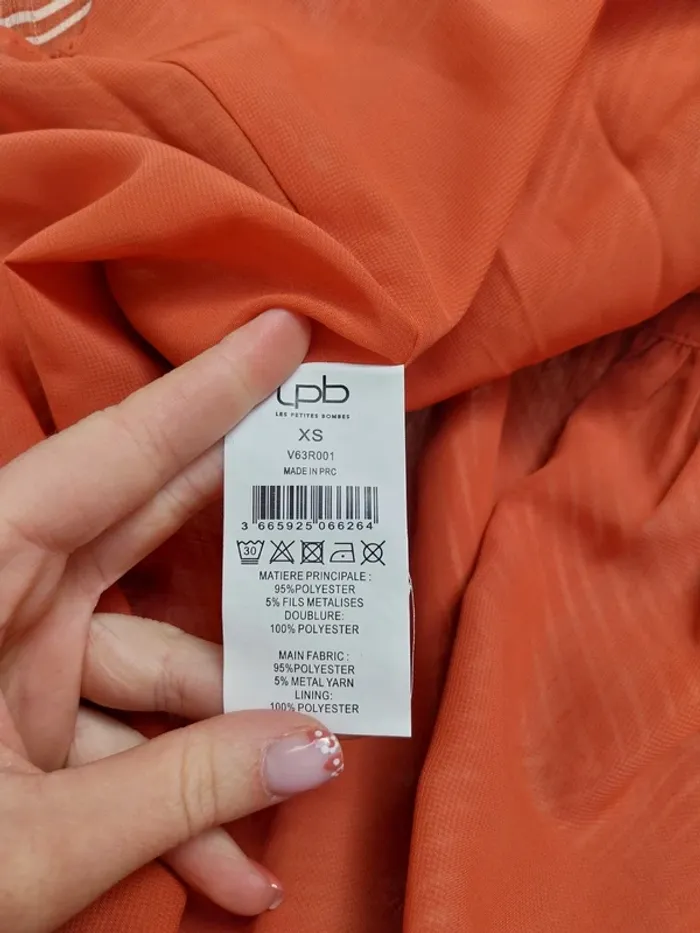 lpb
LES PETITES BOMBES
XS
V63R001
MADE IN PRC
3 665925 066264
30
MATIERE PRINCIPALE :
95%POLYESTER
5% FILS METALISES
DOUBLURE:
100% POLYESTER
MAIN FABRIC :
95%POLYESTER
5% METAL YARN
LINING:
100% POLYESTER